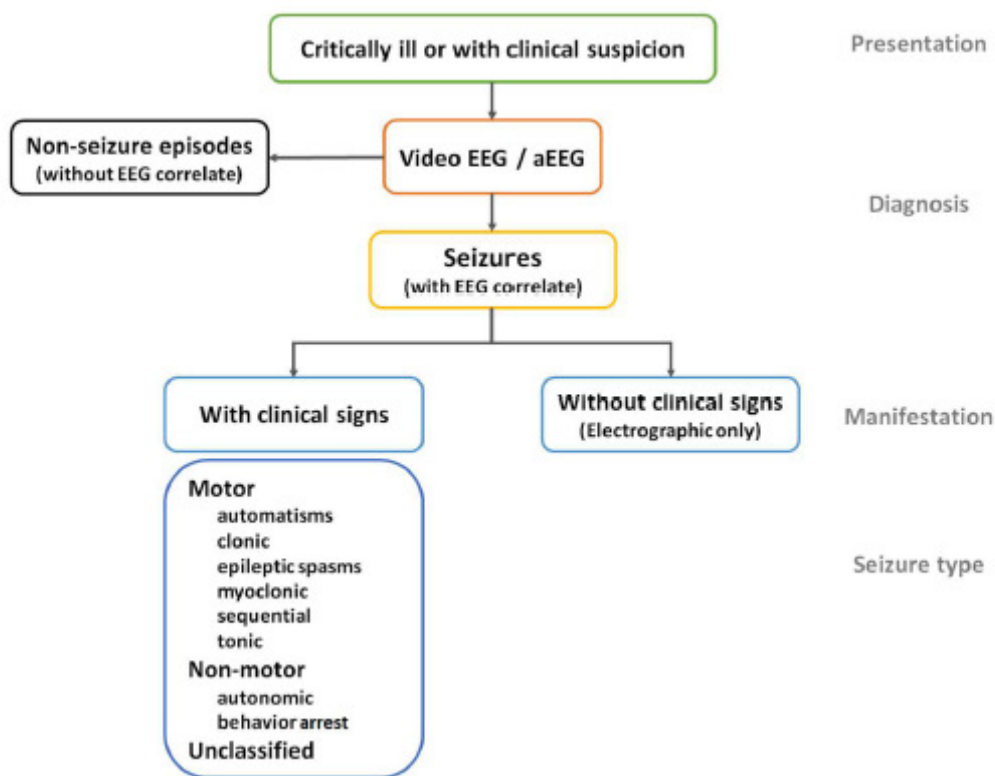 Critically ill or with clinical suspicion
Presentation
Non-seizure episodes
(without EEG correlate)
Video EEG / aEEG
Diagnosis
Seizures
(with EEG correlate)
With clinical signs
Without clinical signs
(Electrographic only)
Manifestation
Motor
automatisms
clonic
epileptic spasms
myoclonic
sequential
tonic
Non-motor
autonomic
behavior arrest
Unclassified
Seizure type